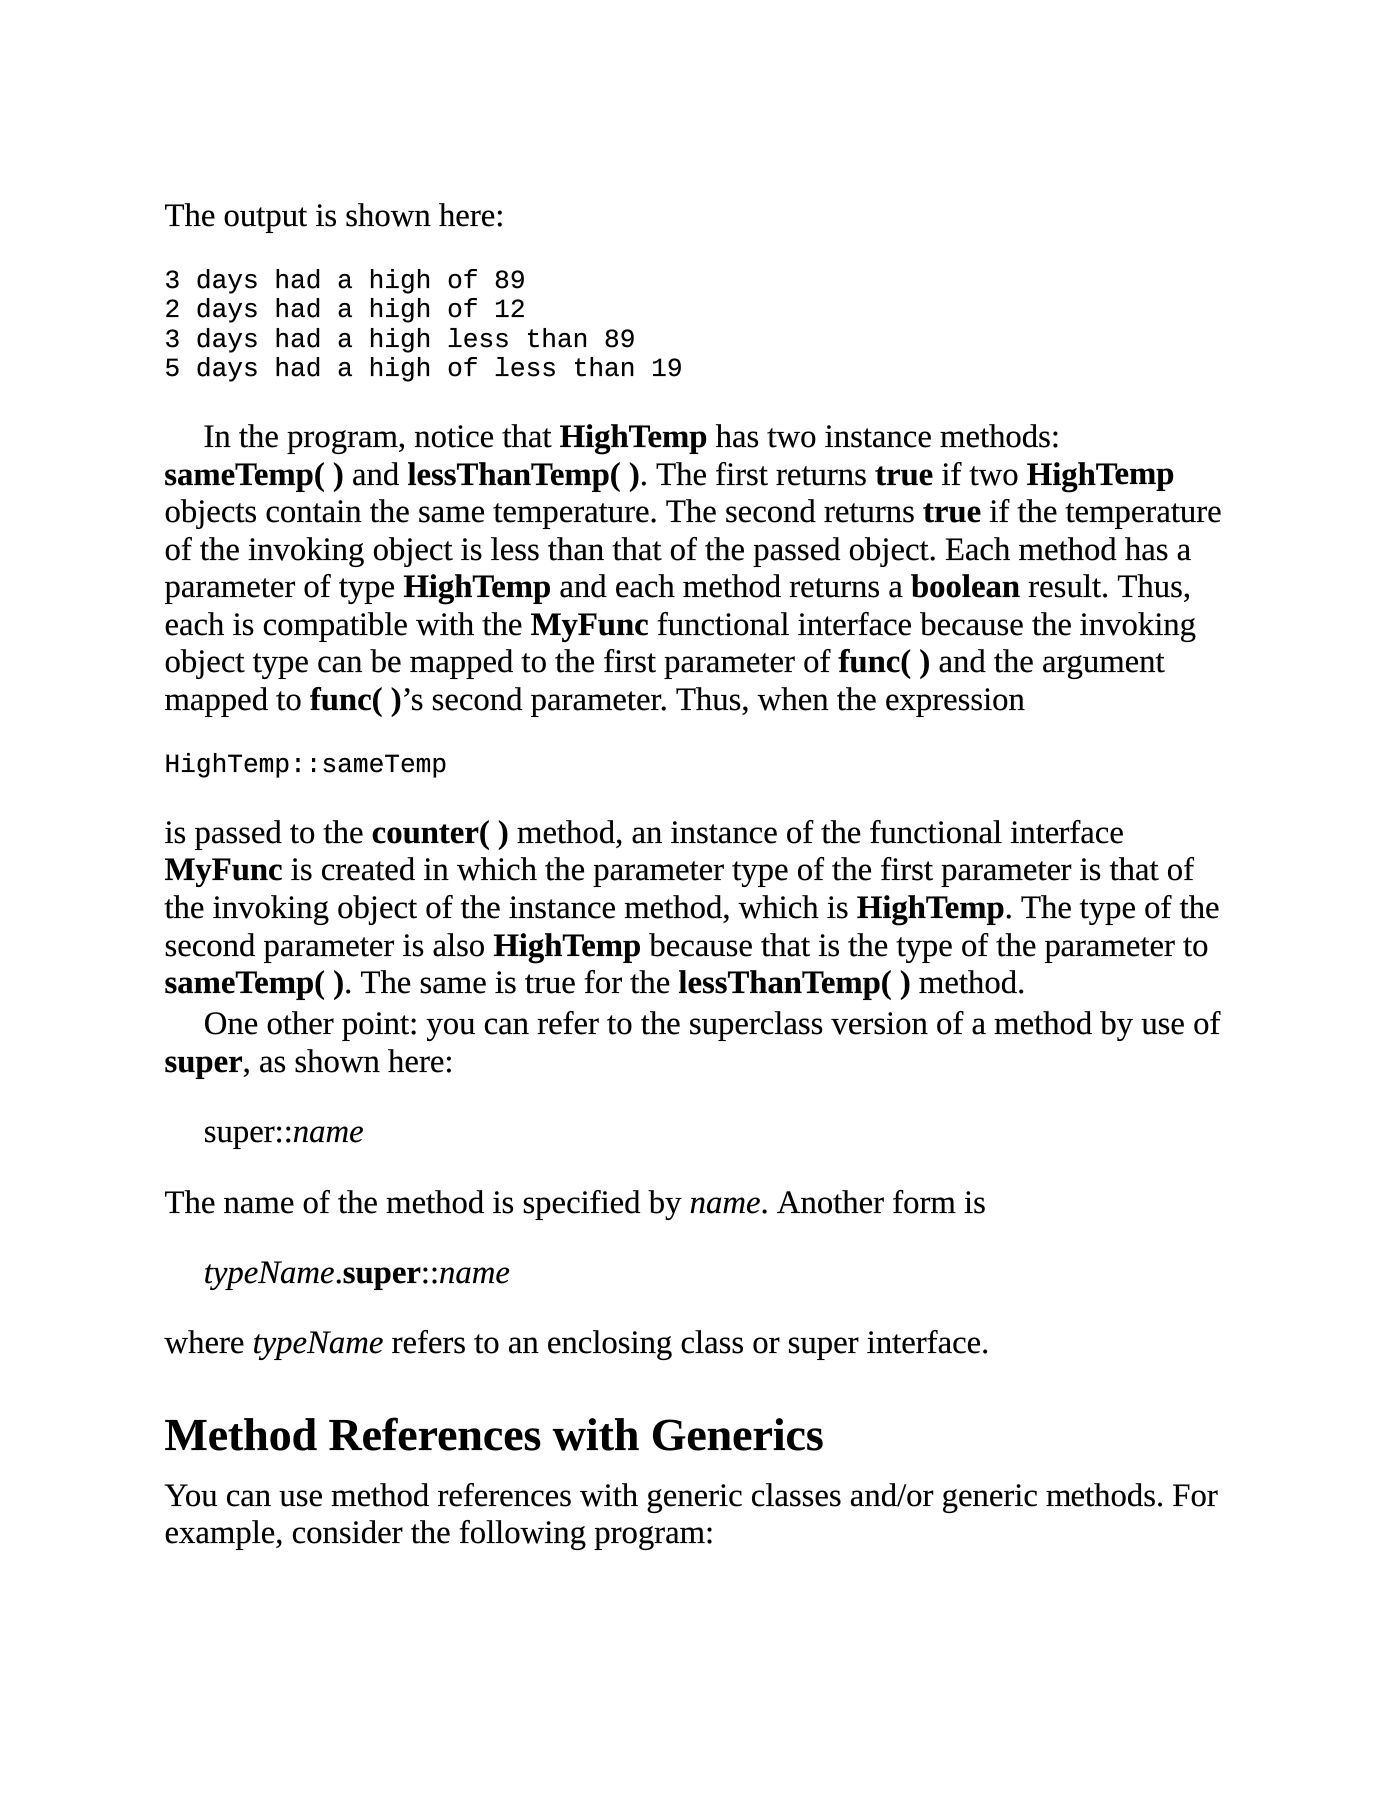 The output is shown here:
3 days had a high of 89
2 days had a high of 12
3 days had a high less than 89
5 days had a high of less than 19
In the program, notice that HighTemp has two instance methods:
sameTemp( ) and lessThanTemp( ). The first returns true if two HighTemp
objects contain the same temperature. The second returns true if the temperature
of the invoking object is less than that of the passed object. Each method has a
parameter of type HighTemp and each method returns a boolean result. Thus,
each is compatible with the MyFunc functional interface because the invoking
object type can be mapped to the first parameter of func( ) and the argument
mapped to func( )’s second parameter. Thus, when the expression
HighTemp::sameTemp
is passed to the counter( ) method, an instance of the functional interface
MyFunc is created in which the parameter type of the first parameter is that of
the invoking object of the instance method, which is HighTemp. The type of the
second parameter is also HighTemp because that is the type of the parameter to
sameTemp( ). The same is true for the lessThanTemp( ) method.
One other point: you can refer to the superclass version of a method by use of
super, as shown here:
super::name
The name of the method is specified by name. Another form is
typeName.super::name
where typeName refers to an enclosing class or super interface.
Method References with Generics
You can use method references with generic classes and/or generic methods. For
example, consider the following program: